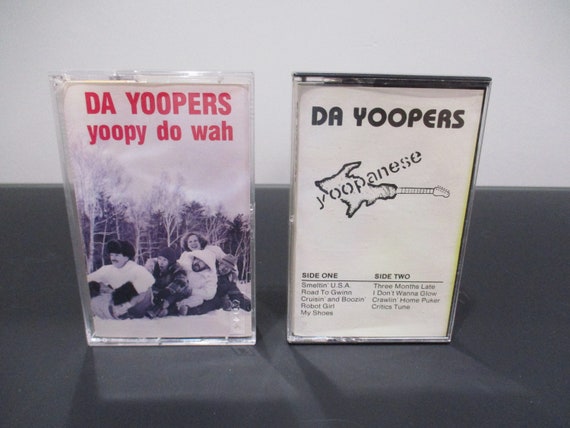 DA YOOPERS
yoopy do wah
DA YOOPERS
yoopanese
SIDE ONE
Smeltin' U.S.A.
Road To Gwinn
Cruisin' and Boozin'
Robot Girl
My Shoes
SIDE TWO
Three Months Late
I Don't Wanna Glow
Crawlin' Home Puker
Critics Tune